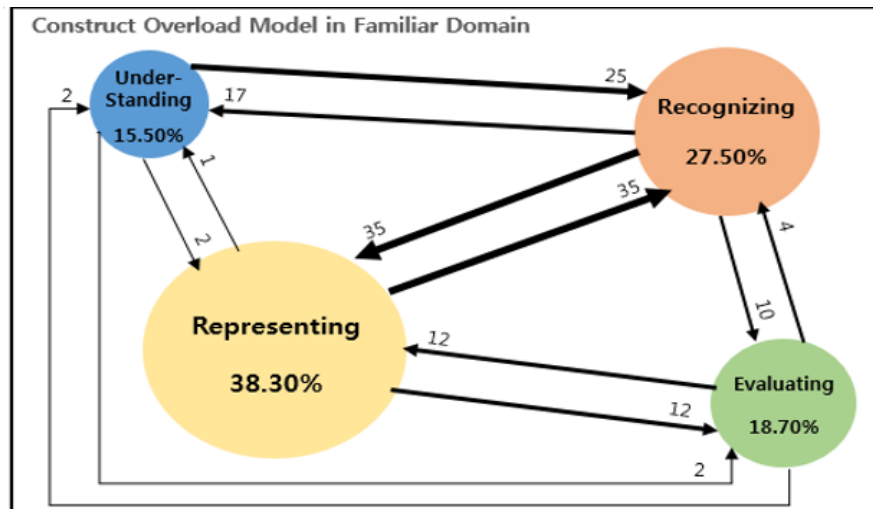 Construct Overload Model in Familiar Domain
Under-
Standing
15.50%
2
25
17
Recognizing
27.50%
1
2
35
35
4
10
Representing
38.30%
12
12
Evaluating
18.70%
2